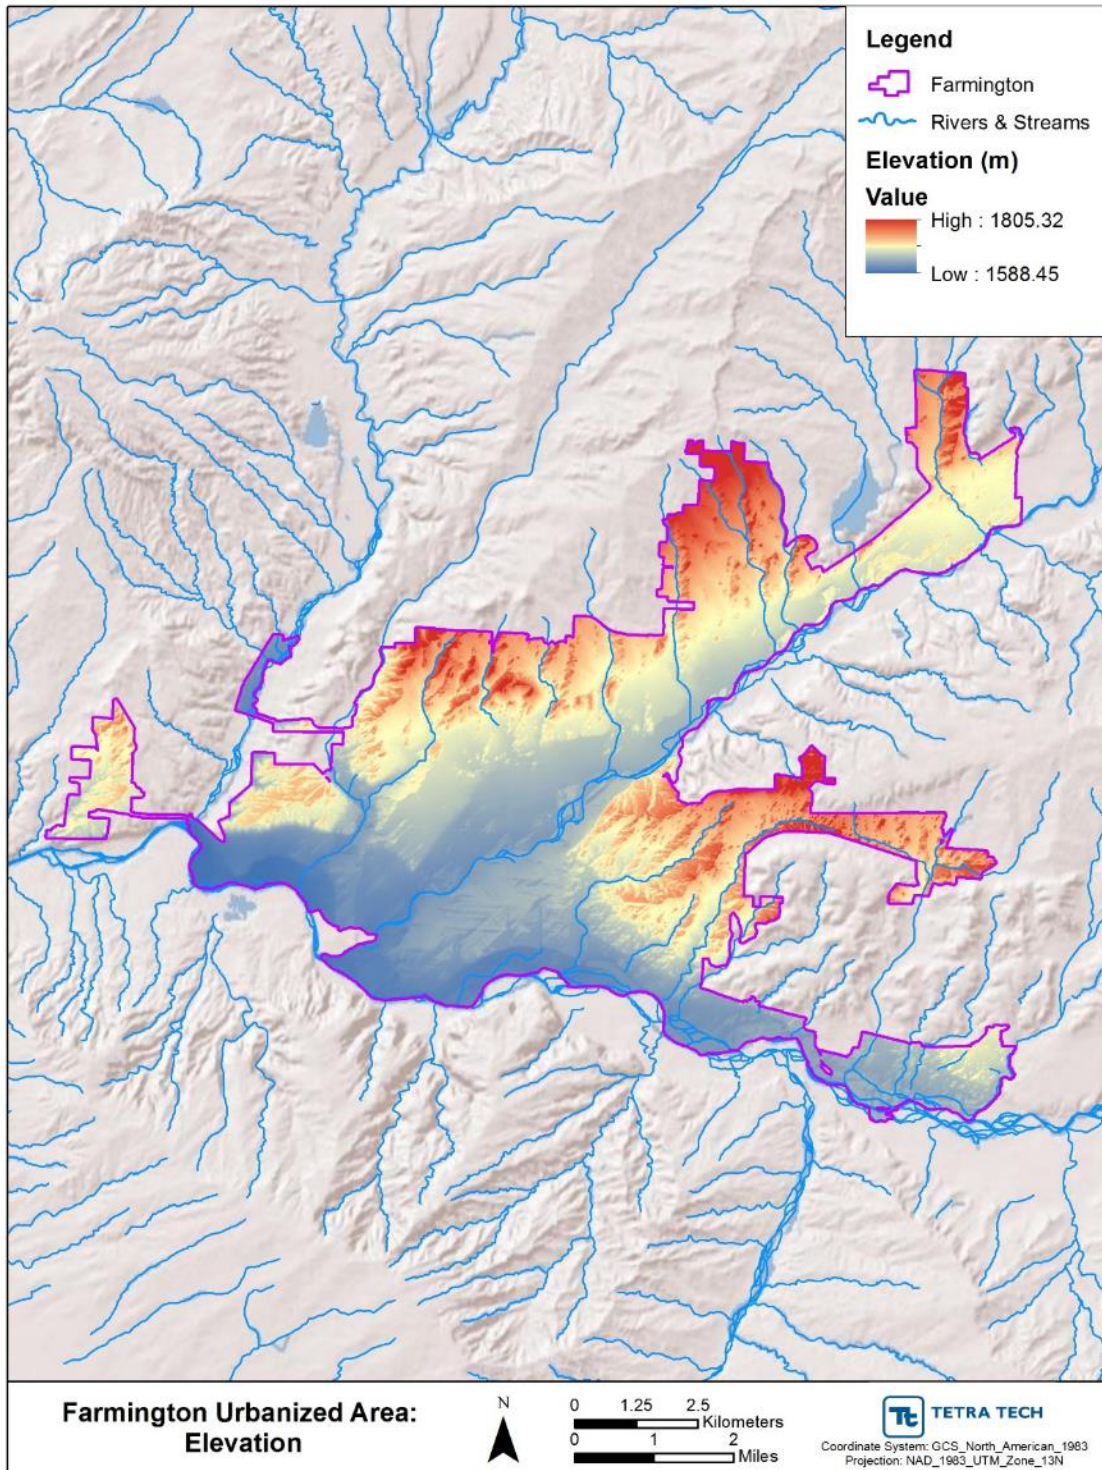 Legend
Farmington
Rivers & Streams
Elevation (m)
Value
High : 1805.32
Low : 1588.45
Farmington Urbanized Area:
Elevation
N
0 1.25 2.5
Kilometers
0 1 2
Miles
Tt TETRA TECH
Coordinate System: GCS_North_American_1983
Projection: NAD_1983_UTM_Zone_13N